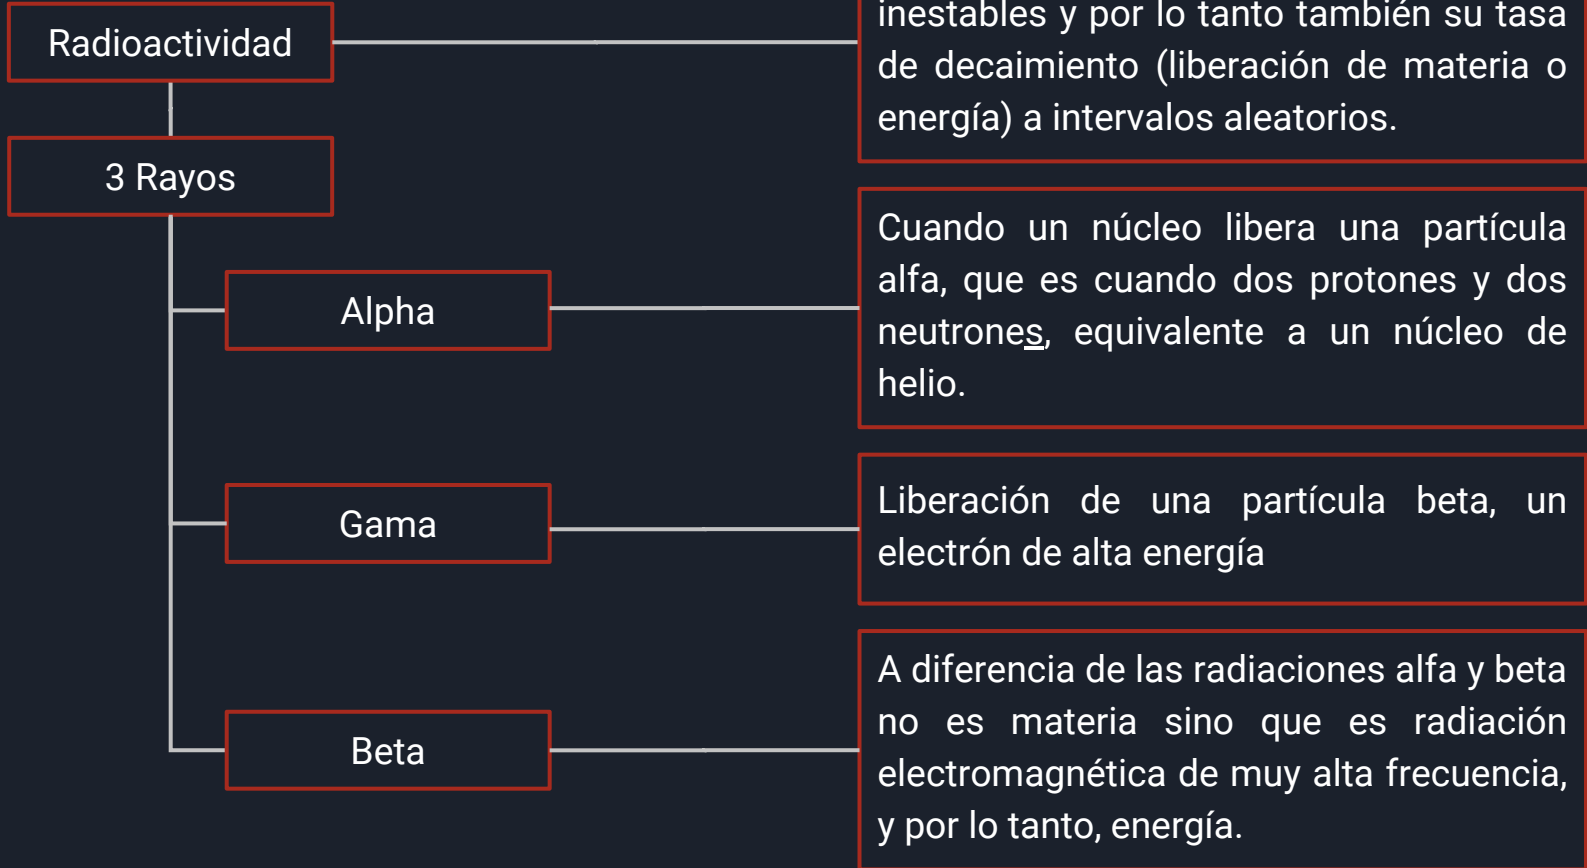 Radioactividad
inestables y por lo tanto también su tasa
de decaimiento (liberación de materia o
energía) a intervalos aleatorios.
3 Rayos
Alpha
Cuando un núcleo libera una partícula
alfa, que es cuando dos protones y dos
neutrones, equivalente a un núcleo de
helio.
Gama
Liberación de una partícula beta, un
electrón de alta energía
Beta
A diferencia de las radiaciones alfa y beta
no es materia sino que es radiación
electromagnética de muy alta frecuencia,
y por lo tanto, energía.